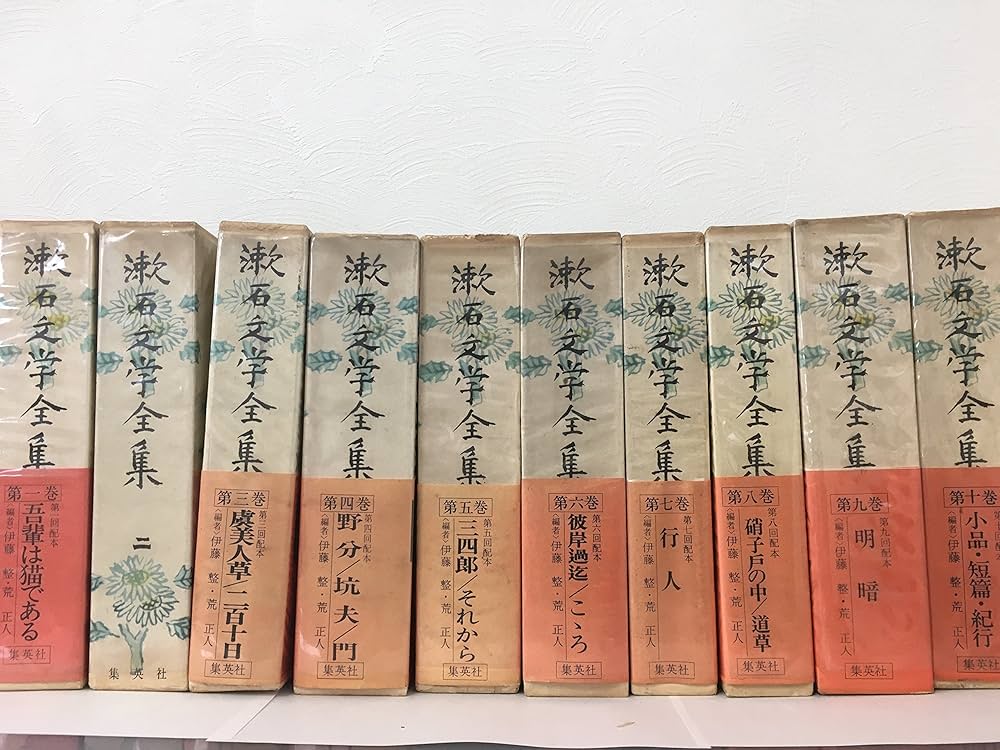 漱石文学全集
第一巻
第一回配本
吾輩は猫である
〈編者〉伊藤 整・荒 正人
集英社
漱石文学全集
二
集英社
漱石文学全集
第三巻
第三回配本
虞美人草/二百十日
〈編者〉伊藤 整・荒 正人
集英社
漱石文学全集
第四巻
第四回配本
野分/坑夫/門
〈編者〉伊藤 整・荒 正人
集英社
漱石文学全集
第五巻
第五回配本
三四郎/それから
〈編者〉伊藤 整・荒 正人
集英社
漱石文学全集
第六巻
第六回配本
彼岸過迄/こゝろ
〈編者〉伊藤 整・荒 正人
集英社
漱石文学全集
第七巻
第七回配本
行人
〈編者〉伊藤 整・荒 正人
集英社
漱石文学全集
第八巻
第八回配本
硝子戸の中/道草
〈編者〉伊藤 整・荒 正人
集英社
漱石文学全集
第九巻
第九回配本
明暗
〈編者〉伊藤 整・荒 正人
集英社
漱石文学全集
第十巻
小品・短篇・紀行
〈編者〉伊藤 整・荒 正人
集英社